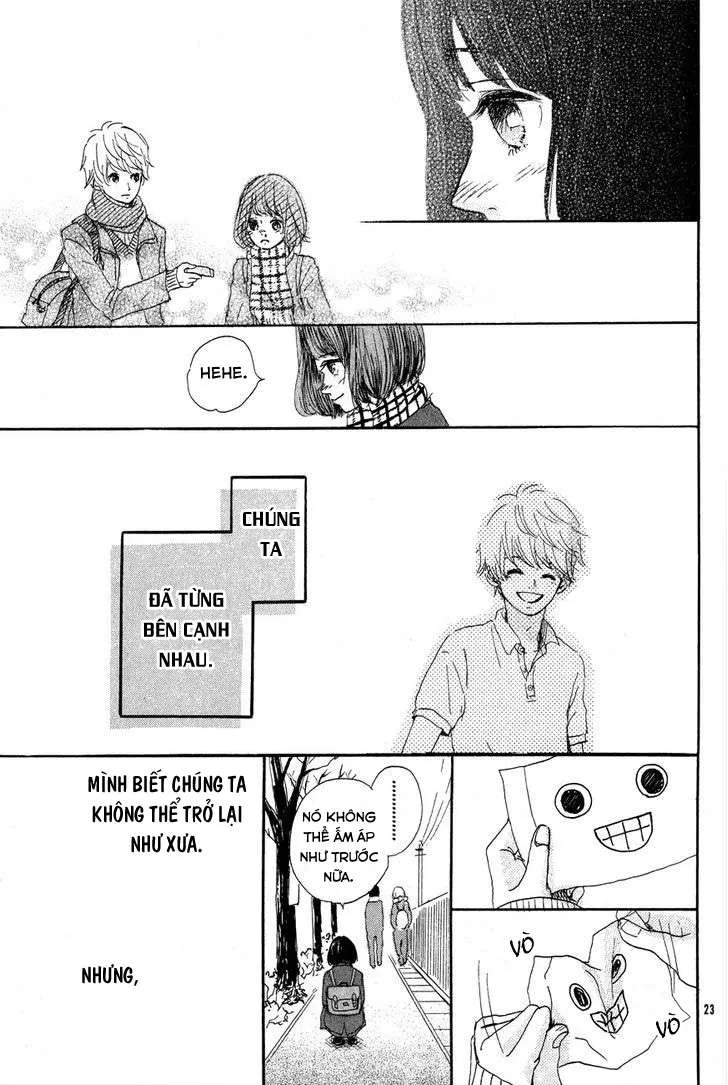 HEHE.
CHÚNG
TA
ĐÃ TỪNG
BÊN CẠNH
NHAU.
VÒ
VÒ
.........
NÓ KHÔNG
THỂ ẤM ÁP
NHƯ TRƯỚC
NỮA.
MÌNH BIẾT CHÚNG TA
KHÔNG THỂ TRỞ LẠI
NHƯ XƯA.
NHƯNG,
23